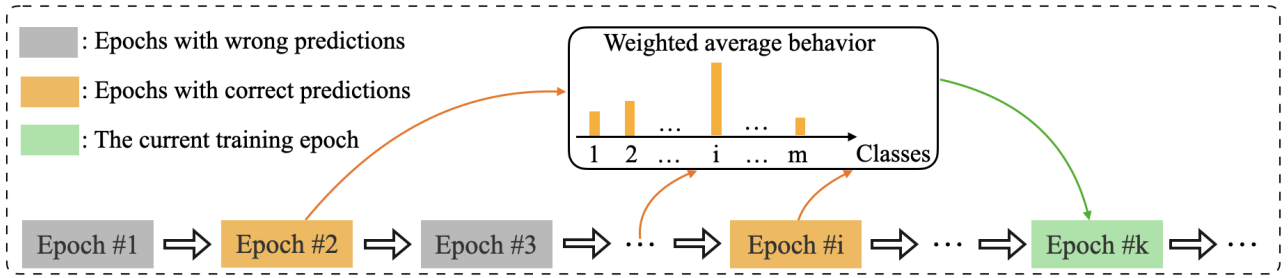 : Epochs with wrong predictions
: Epochs with correct predictions
: The current training epoch
Weighted average behavior
... ...
1 2 ... i ... m Classes
Epoch #1 Epoch #2 Epoch #3 ... Epoch #i ... Epoch #k ...